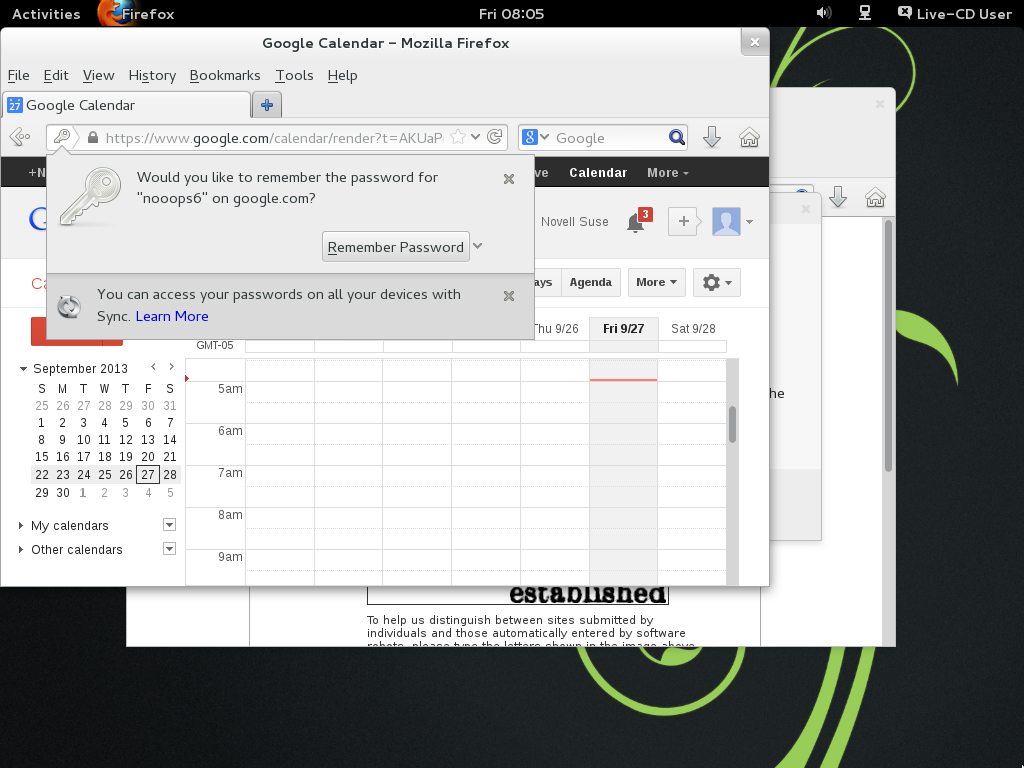 Activities Firefox Fri 08:05 Live-CD User
Google Calendar - Mozilla Firefox
File Edit View History Bookmarks Tools Help
27 Google Calendar
https://www.google.com/calendar/render?t=AKUaP 8 Google
+N ve Calendar More
Would you like to remember the password for
"nooops6" on google.com?
Remember Password
Novell Suse 3 +
You can access your passwords on all your devices with
Sync. Learn More
Ca ays Agenda More
Thu 9/26 Fri 9/27 Sat 9/28
GMT-05
September 2013
S M T W T F S
25 26 27 28 29 30 31
1 2 3 4 5 6 7
8 9 10 11 12 13 14
15 16 17 18 19 20 21
22 23 24 25 26 27 28
29 30 1 2 3 4 5
My calendars
Other calendars
5am
6am
7am
8am
9am
he
established
To help us distinguish between sites submitted by
individuals and those automatically entered by software
robots, please type the letters shown in the image above